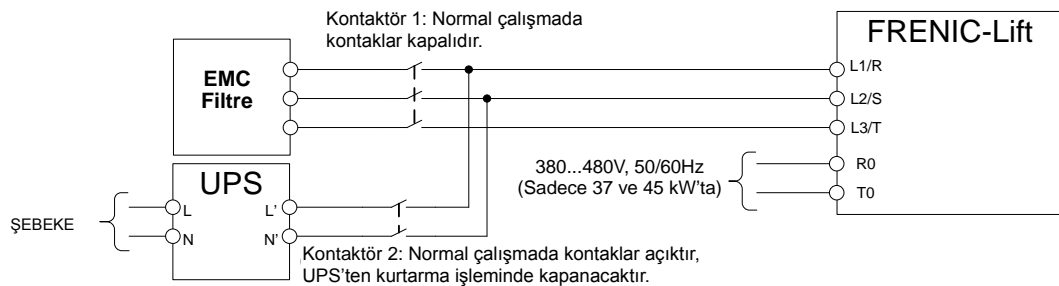 Kontaktör 1: Normal çalışmada
kontaklar kapalıdır.
FRENIC-Lift
EMC
Filtre
L1/R
L2/S
L3/T
380...480V, 50/60Hz
(Sadece 37 ve 45 kW'ta)
R0
T0
UPS
ŞEBEKE
L
L'
N
N'
Kontaktör 2: Normal çalışmada kontaklar açıktır,
UPS'ten kurtarma işleminde kapanacaktır.